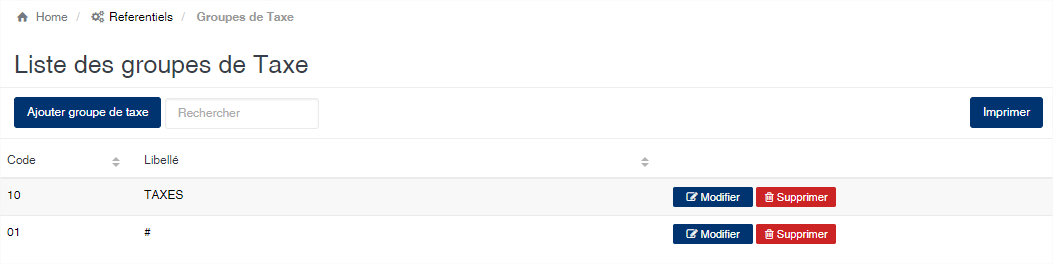 Home / Referentiels / Groupes de Taxe
Liste des groupes de Taxe
Ajouter groupe de taxe Rechercher Imprimer
Code Libellé
10 TAXES Modifier Supprimer
01 # Modifier Supprimer